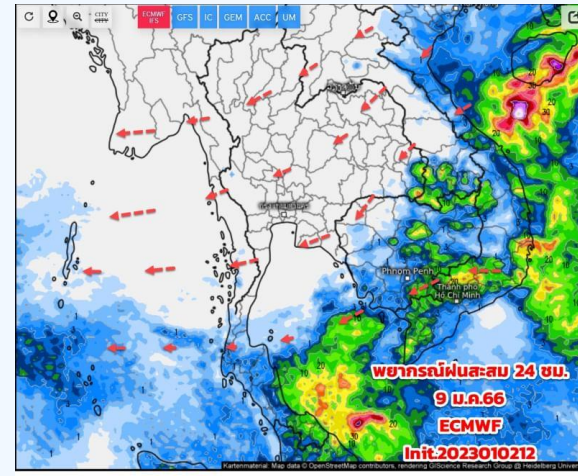 CITY
CITY
ECMWF IFS
GFS
IC
GEM
ACC
UM
Phnom Penh
Thành phố
Hồ Chí Minh
พยากรณ์ฝนสะสม 24 ชม.
9 ม.ค.66
ECMWF
Init.2023010212
Kartenmaterial: Map data © OpenStreetMap contributors, rendering GIScience Research Group @ Heidelberg Univer